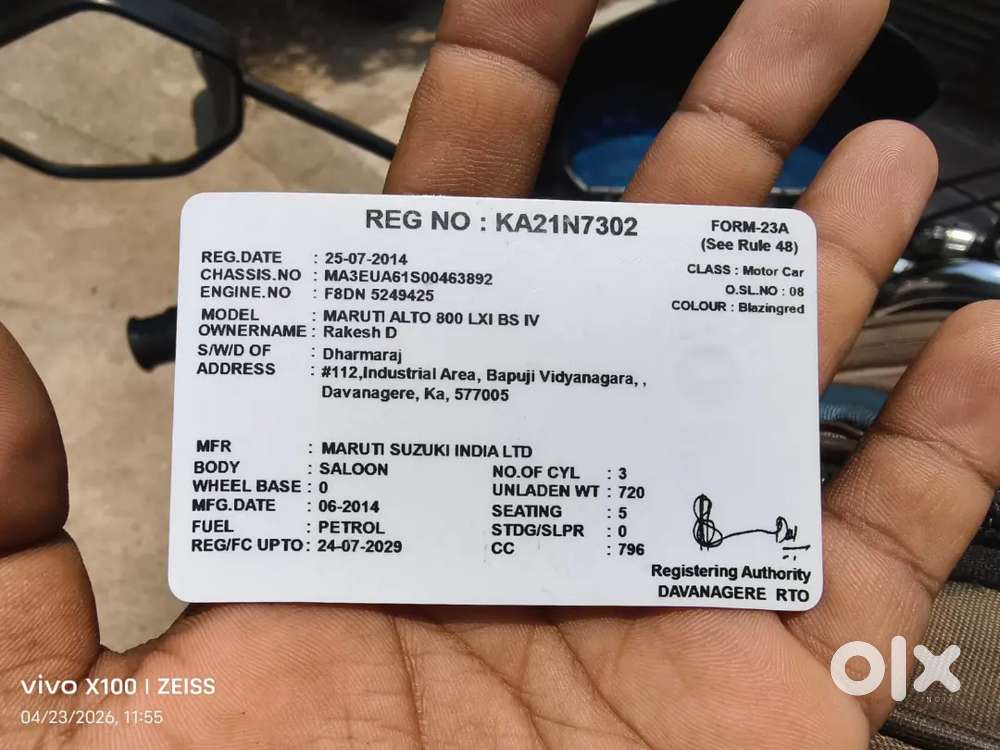 REG NO : KA21N7302
FORM-23A
(See Rule 48)
REG.DATE : 25-07-2014
CLASS : Motor Car
CHASSIS.NO : MA3EUA61S00463892
O.SL.NO : 08
ENGINE.NO : F8DN 5249425
COLOUR : Blazingred
MODEL : MARUTI ALTO 800 LXI BS IV
OWNERNAME : Rakesh D
S/W/D OF : Dharmaraj
ADDRESS : #112,Industrial Area, Bapuji Vidyanagara, ,
Davanagere, Ka, 577005
MFR : MARUTI SUZUKI INDIA LTD
BODY : SALOON NO.OF CYL : 3
WHEEL BASE : 0 UNLADEN WT : 720
MFG.DATE : 06-2014 SEATING : 5
FUEL : PETROL STDG/SLPR : 0
REG/FC UPTO : 24-07-2029 CC : 796
Registering Authority
DAVANAGERE RTO
olx
vivo X100 | ZEISS
04/23/2026, 11:55